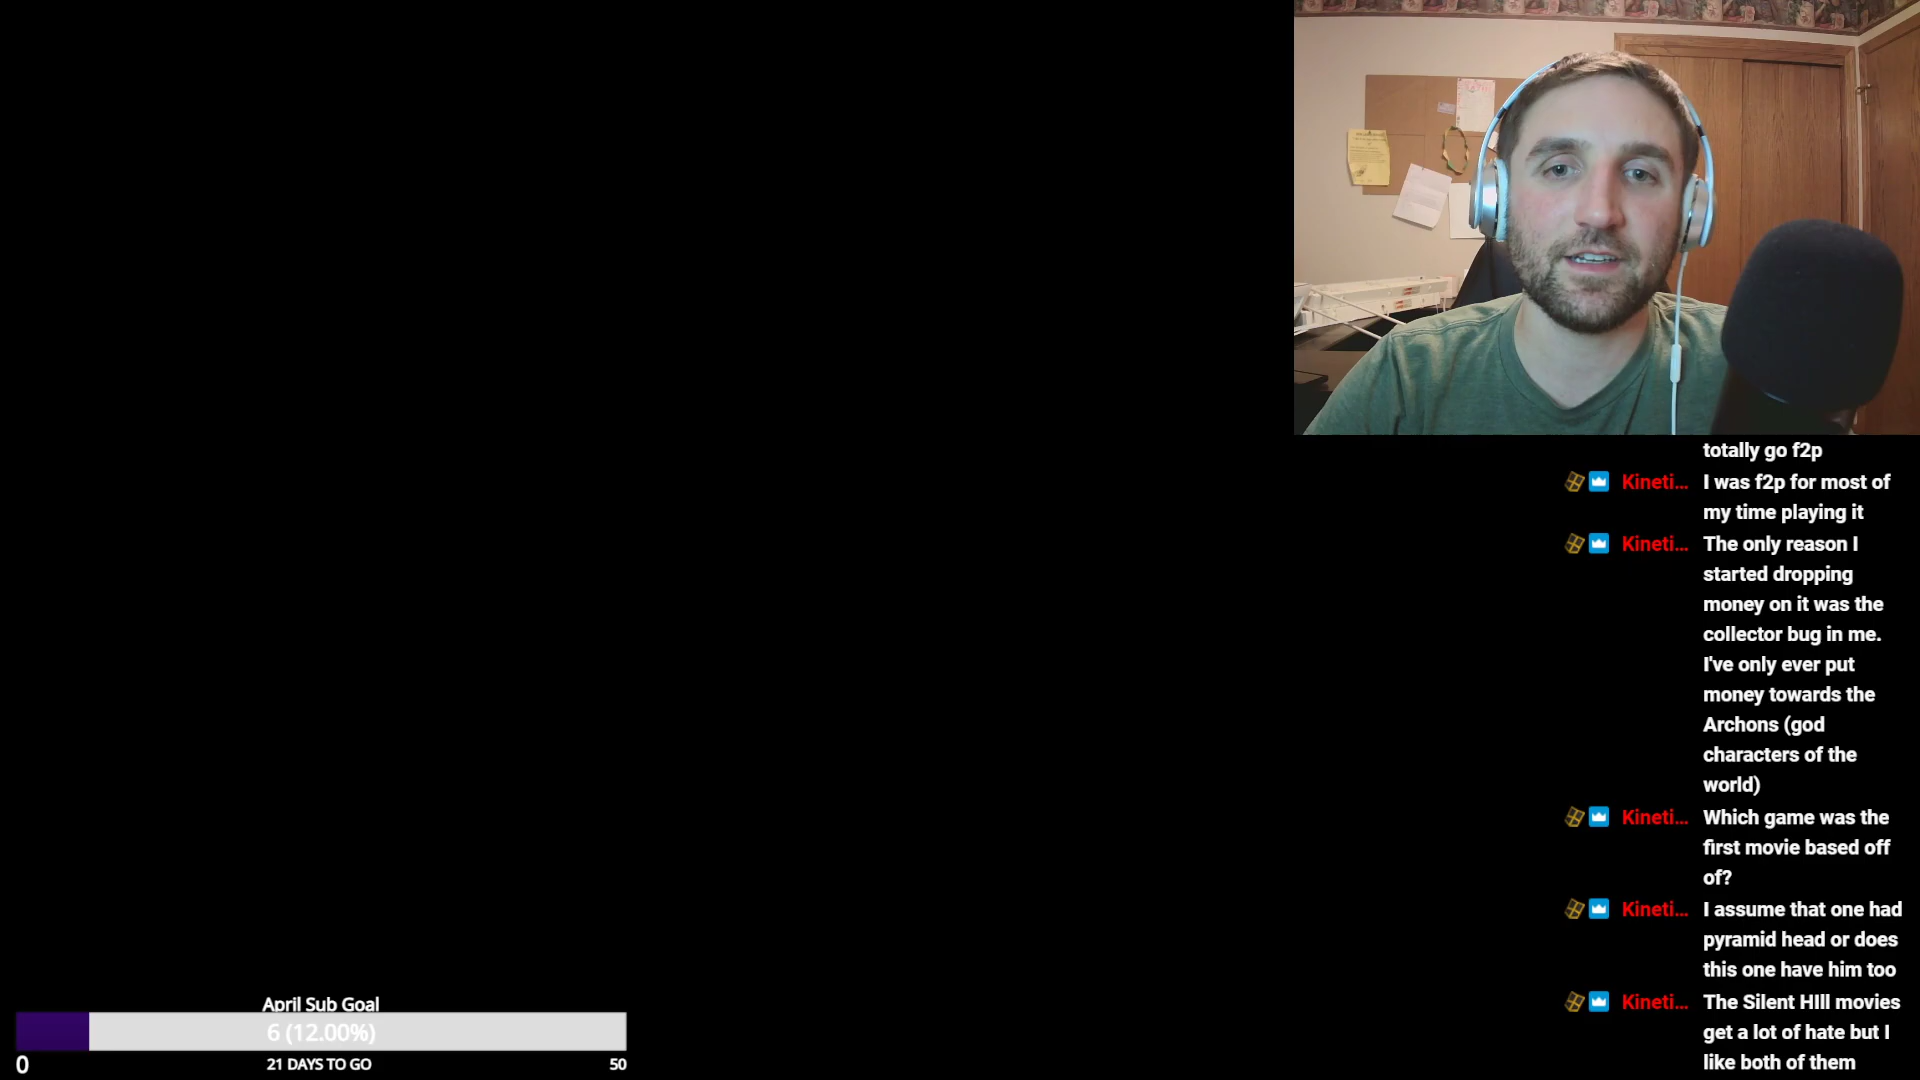 totally go f2p
Kineti... I was f2p for most of
my time playing it
Kineti... The only reason I
started dropping
money on it was the
collector bug in me.
I've only ever put
money towards the
Archons (god
characters of the
world)
Kineti... Which game was the
first movie based off
of?
Kineti... I assume that one had
pyramid head or does
this one have him too
Kineti... The Silent HIll movies
get a lot of hate but I
like both of them
April Sub Goal
6 (12.00%)
0 21 DAYS TO GO 50